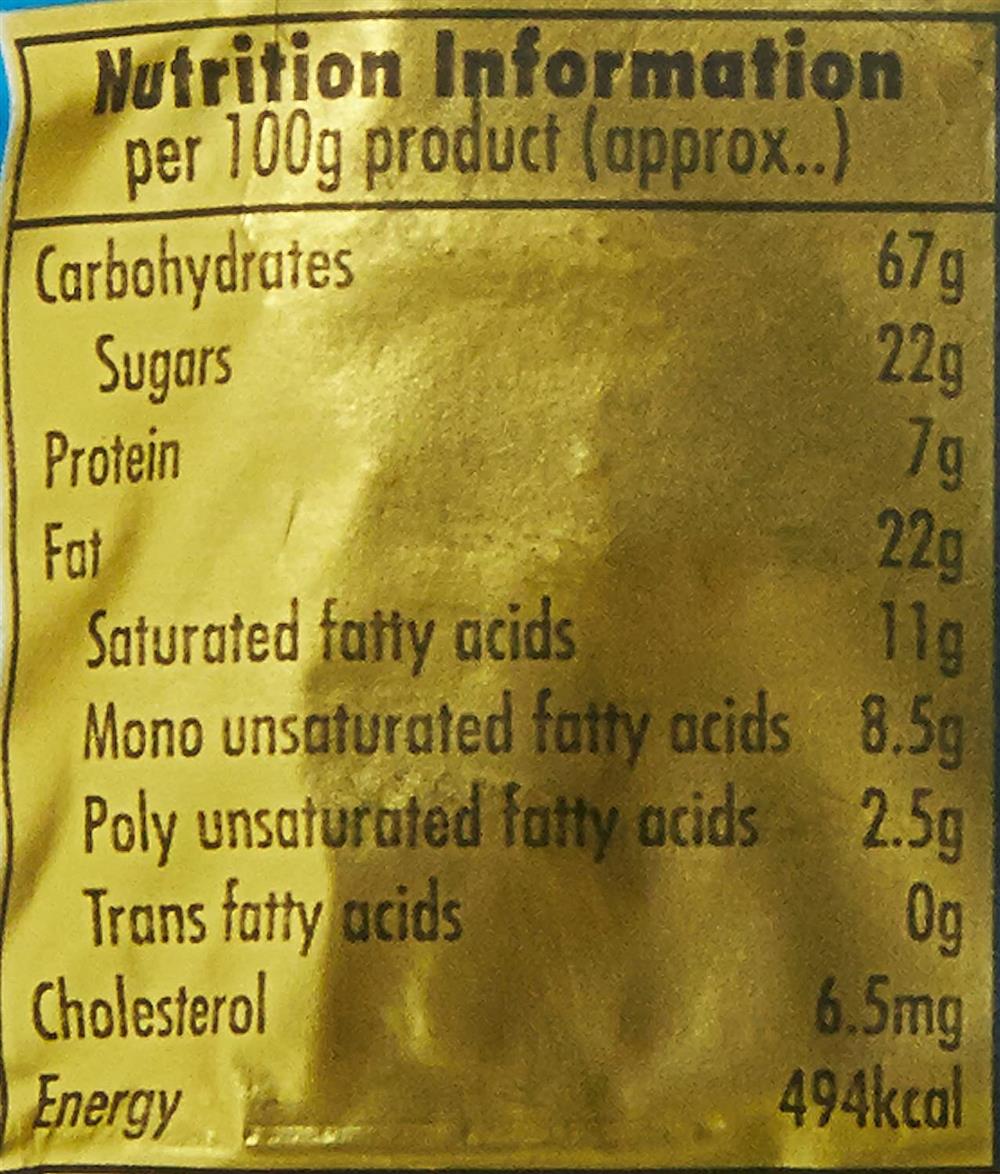 Nutrition Information
per 100g product (approx..)
Carbohydrates 67g
Sugars 22g
Protein 7g
Fat 22g
Saturated fatty acids 11g
Mono unsaturated fatty acids 8.5g
Poly unsaturated fatty acids 2.5g
Trans fatty acids 0g
Cholesterol 6.5mg
Energy 494kcal